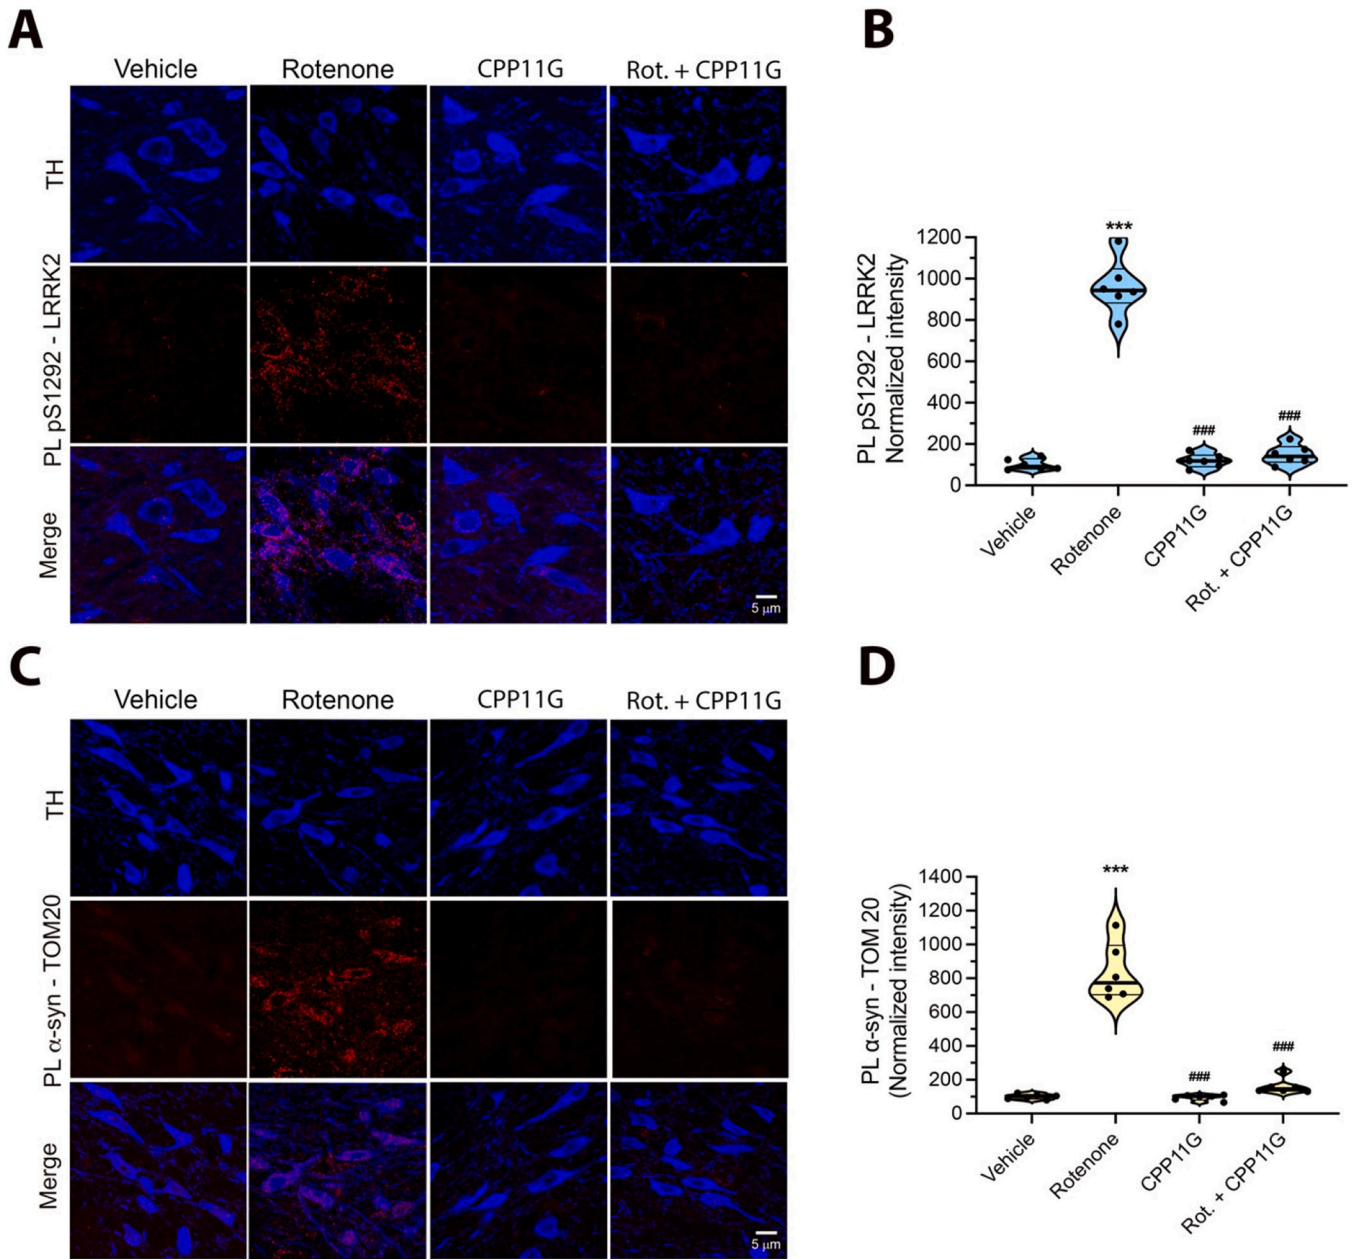 A
Vehicle
Rotenone
CPP11G
Rot. + CPP11G
TH
PL pS1292 - LRRK2
Merge
5 μm
B
PL pS1292 - LRRK2
Normalized intensity
1200
1000
800
600
400
200
0
***
###
###
Vehicle
Rotenone
CPP11G
Rot. + CPP11G
C
Vehicle
Rotenone
CPP11G
Rot. + CPP11G
TH
PL α-syn - TOM20
Merge
5 μm
D
PL α-syn - TOM 20
(Normalized intensity)
1400
1200
1000
800
600
400
200
0
***
###
###
Vehicle
Rotenone
CPP11G
Rot. + CPP11G